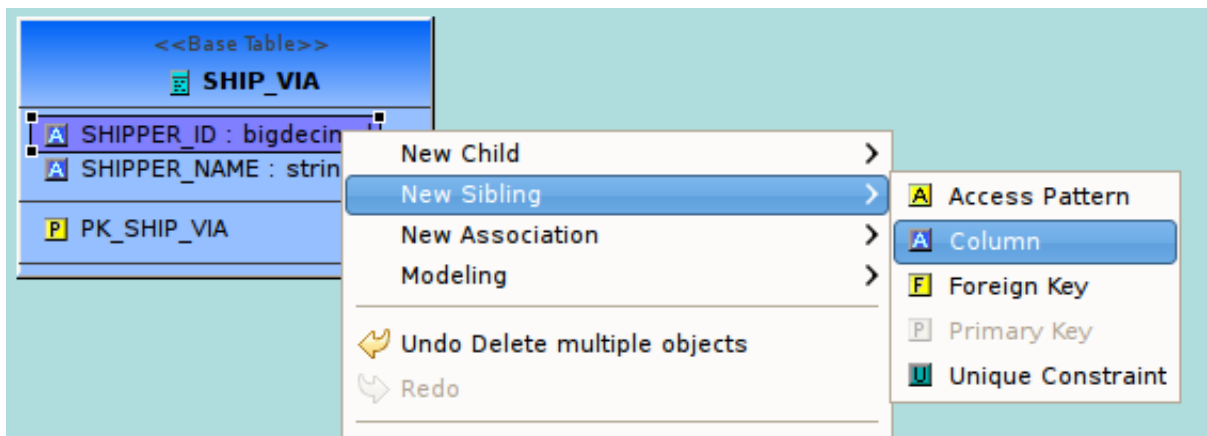 <<Base Table>>
SHIP_VIA
A SHIPPER_ID : bigdecim
A SHIPPER_NAME : strin
P PK_SHIP_VIA
New Child
New Sibling
New Association
Modeling
Undo Delete multiple objects
Redo
A Access Pattern
A Column
F Foreign Key
P Primary Key
U Unique Constraint